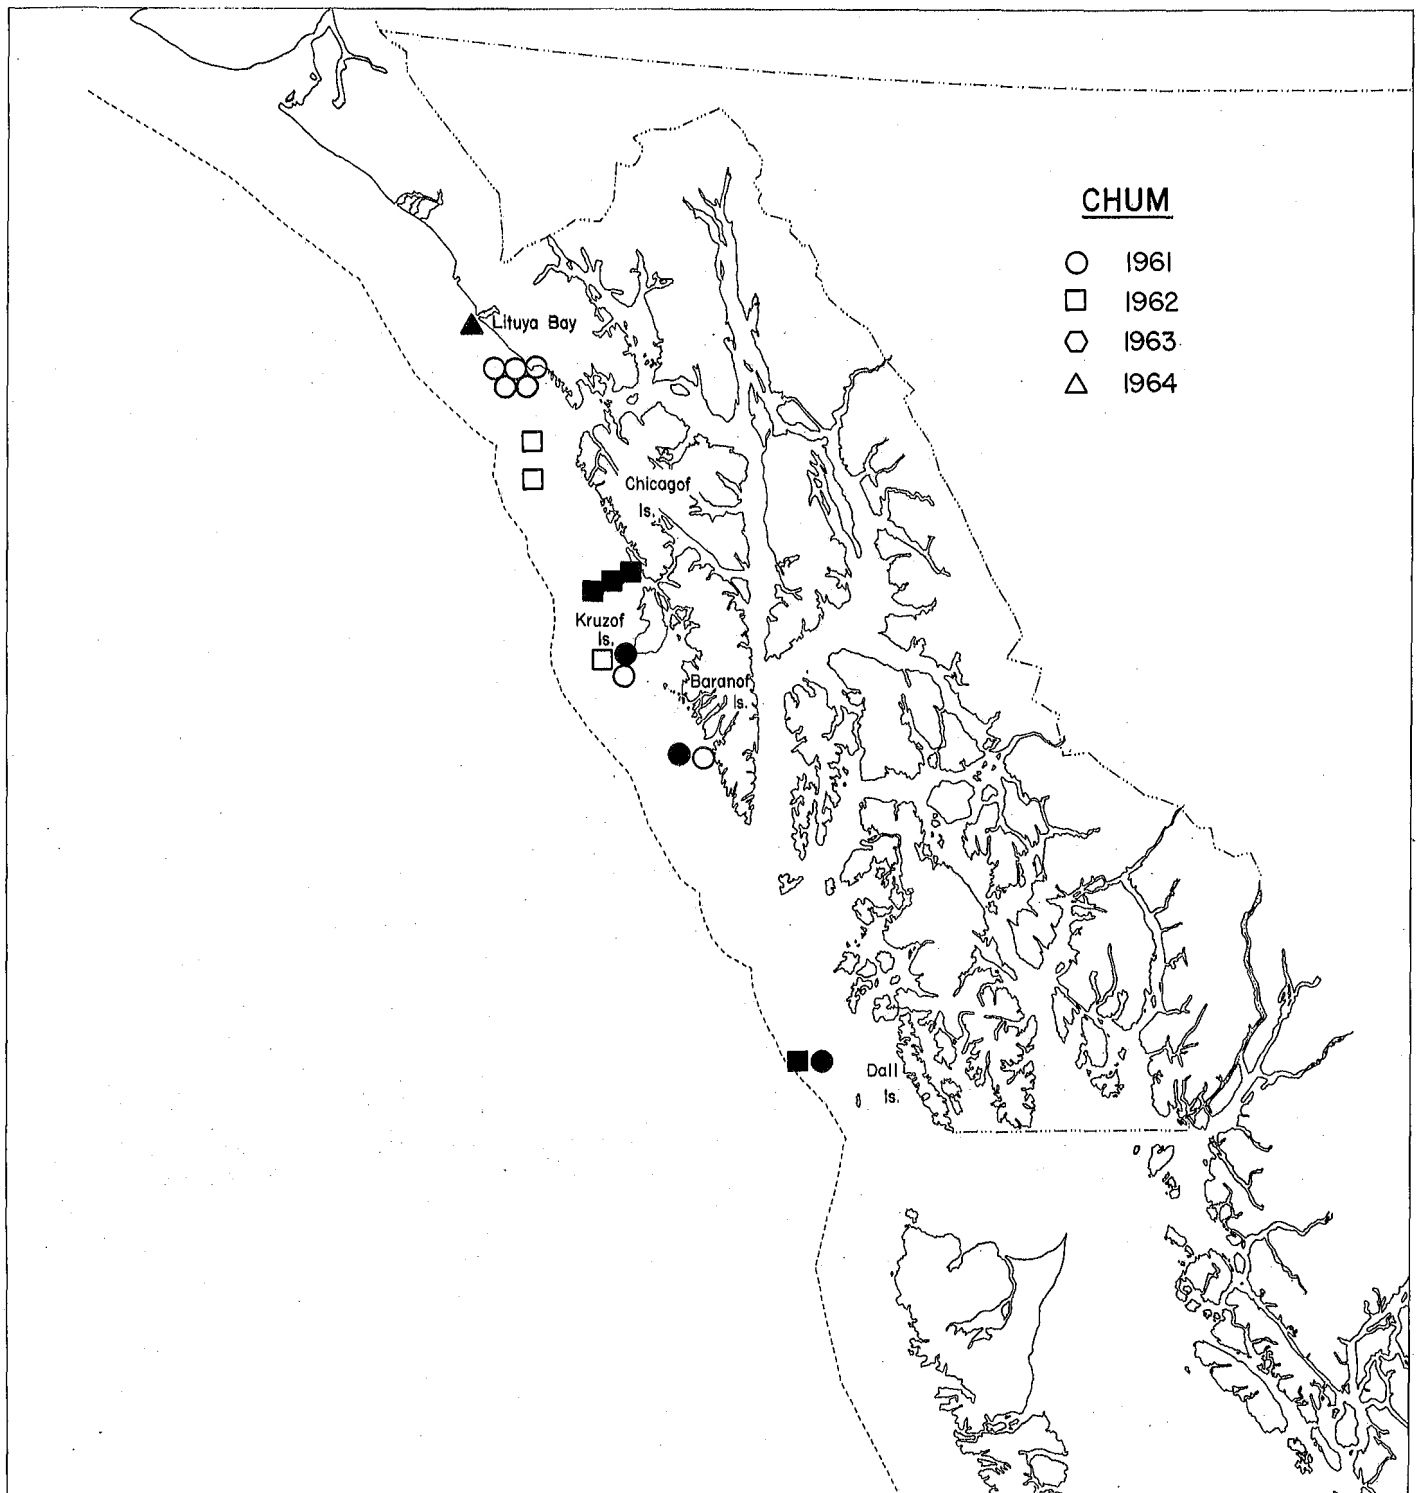 CHUM
1961
1962
1963
1964
Lituya Bay
Chicagof
Is.
Kruzof
Is.
Baranof
Is.
Dall
Is.